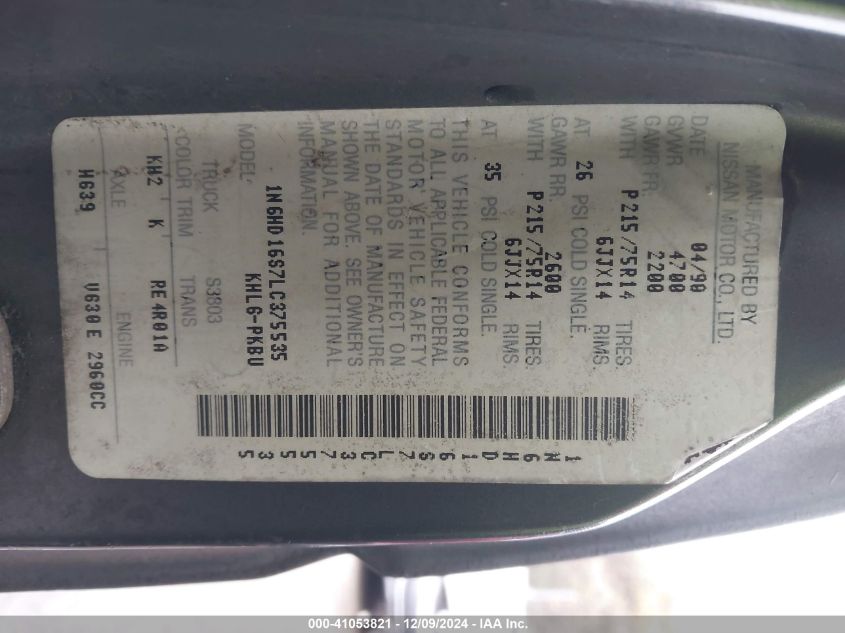 MANUFACTURED BY
NISSAN MOTOR CO., LTD.
DATE 04/90
GVWR 4700
GAWR FR. 2200
WITH P215/75R14 TIRES
6JJX14 RIMS.
AT 26 PSI COLD SINGLE.
GAWR RR. 2600
WITH P215/75R14 TIRES
6JJX14 RIMS.
AT 35 PSI COLD SINGLE.
THIS VEHICLE CONFORMS
TO ALL APPLICABLE FEDERAL
MOTOR VEHICLE SAFETY
STANDARDS IN EFFECT ON
THE DATE OF MANUFACTURE
SHOWN ABOVE. SEE OWNER'S
MANUAL FOR ADDITIONAL
INFORMATION.
1N6HD16S7LC375535
MODEL KHLG-PKBU
TRUCK S3803
<COLOR TRIM TRANS
KH2 K RE4R01A
AXLE ENGINE
H639 V630E 2960CC
1N6HD16S7LC375535
000-41053821 - 12/09/2024 - IAA Inc.